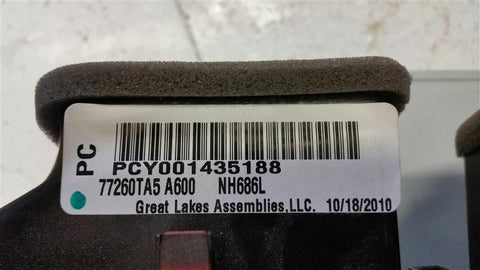 PC
PCY001435188
77260TA5 A600 NH686L
Great Lakes Assemblies,LLC. 10/18/2010